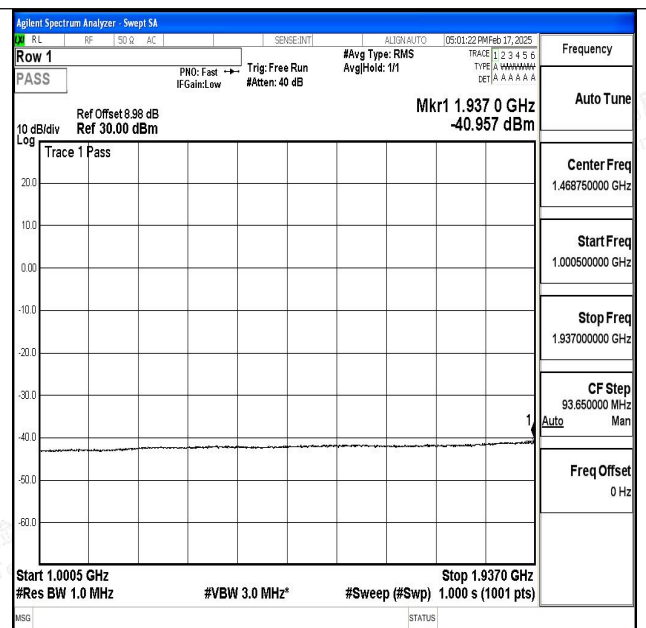 Agilent Spectrum Analyzer - Swept SA
RL RF 50 Ω AC SENSE:INT ALIGN AUTO 05:01:22 PM Feb 17, 2025
Row 1
PASS
PNO: Fast
IFGain:Low
Trig: Free Run
#Atten: 40 dB
#Avg Type: RMS
Avg|Hold: 1/1
TRACE 1 2 3 4 5 6
TYPE A WWWWW
DET A A A A A A
Ref Offset 8.98 dB
10 dB/div Ref 30.00 dBm
Log
Mkr1 1.937 0 GHz
-40.957 dBm
Trace 1 Pass
20.0
10.0
0.00
-10.0
-20.0
-30.0
1
-40.0
-50.0
-60.0
Start 1.0005 GHz Stop 1.9370 GHz
#Res BW 1.0 MHz #VBW 3.0 MHz* #Sweep (#Swp) 1.000 s (1001 pts)
MSG STATUS
Frequency
Auto Tune
Center Freq
1.468750000 GHz
Start Freq
1.000500000 GHz
Stop Freq
1.937000000 GHz
CF Step
93.650000 MHz
Auto Man
Freq Offset
0 Hz